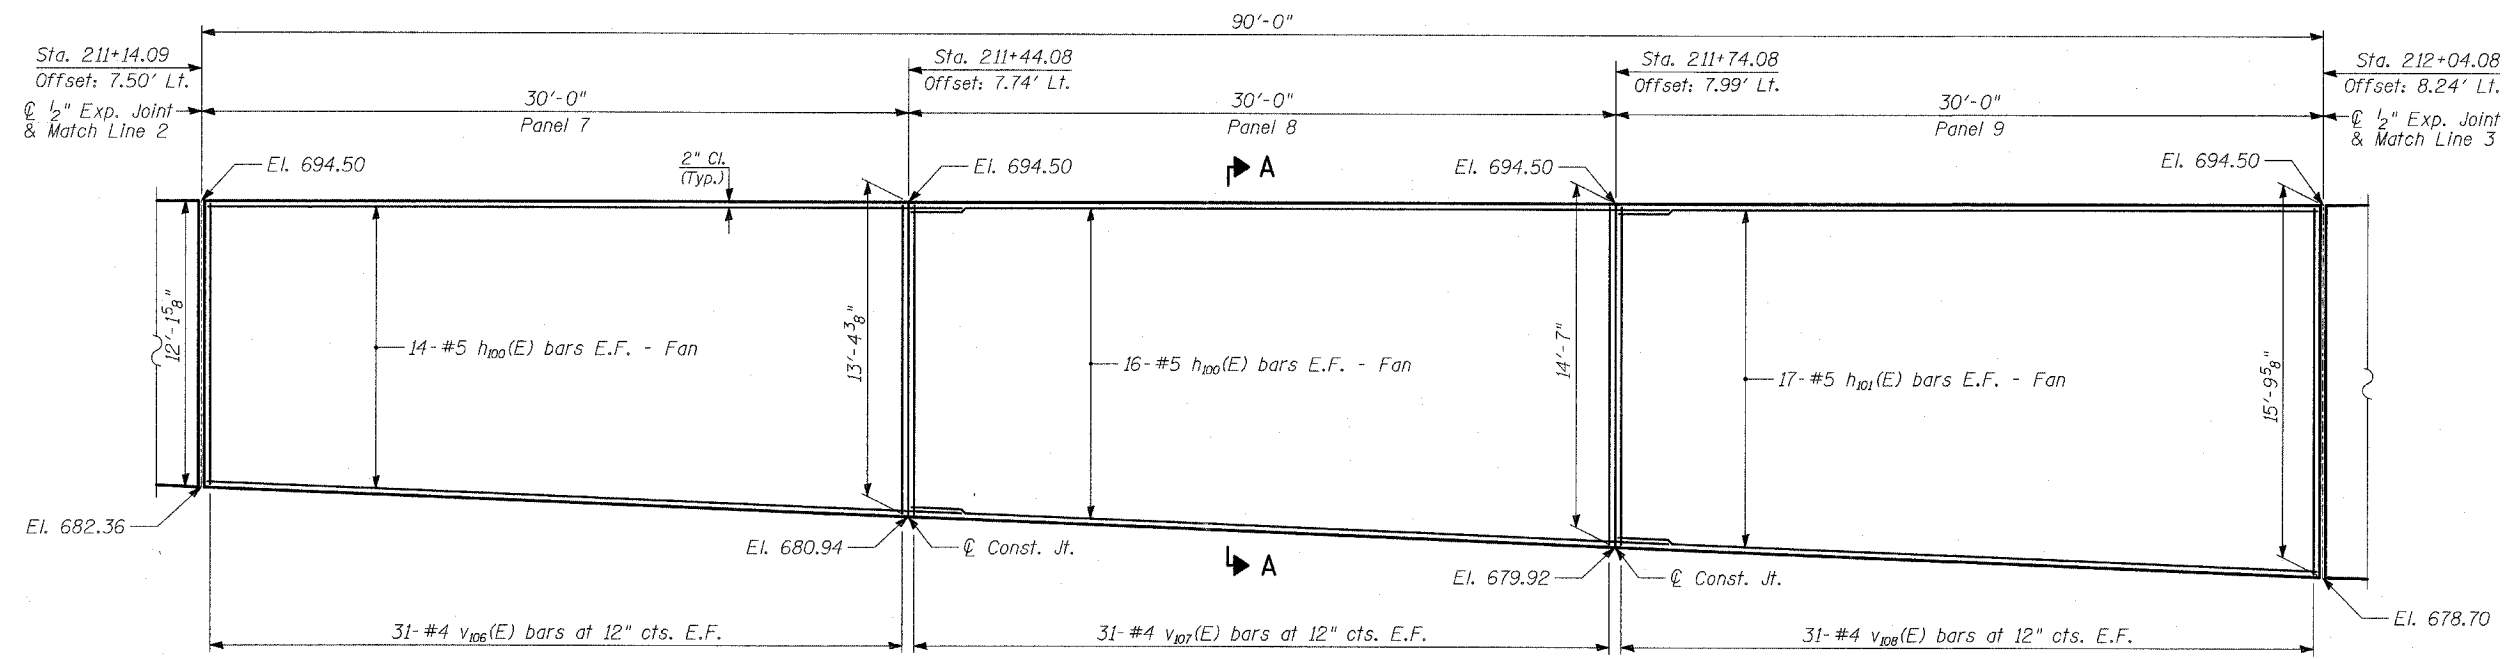 90'-0"
Sta. 211+14.09
Offset: 7.50' Lt.
Sta. 211+44.08
Offset: 7.74' Lt.
Sta. 211+74.08
Offset: 7.99' Lt.
Sta. 212+04.08
Offset: 8.24' Lt.
℄ 1/2" Exp. Joint
& Match Line 2
30'-0"
Panel 7
30'-0"
Panel 8
30'-0"
Panel 9
℄ 1/2" Exp. Joint
& Match Line 3
El. 694.50
2" Cl.
(Typ.)
El. 694.50
A
El. 694.50
El. 694.50
12'-1 5/8"
14-#5 h100(E) bars E.F. - Fan
13'-4 3/8"
16-#5 h100(E) bars E.F. - Fan
14'-7"
17-#5 h101(E) bars E.F. - Fan
15'-9 5/8"
El. 682.36
El. 680.94
℄ Const. Jt.
A
El. 679.92
℄ Const. Jt.
El. 678.70
31-#4 v106(E) bars at 12" cts. E.F.
31-#4 v107(E) bars at 12" cts. E.F.
31-#4 v108(E) bars at 12" cts. E.F.